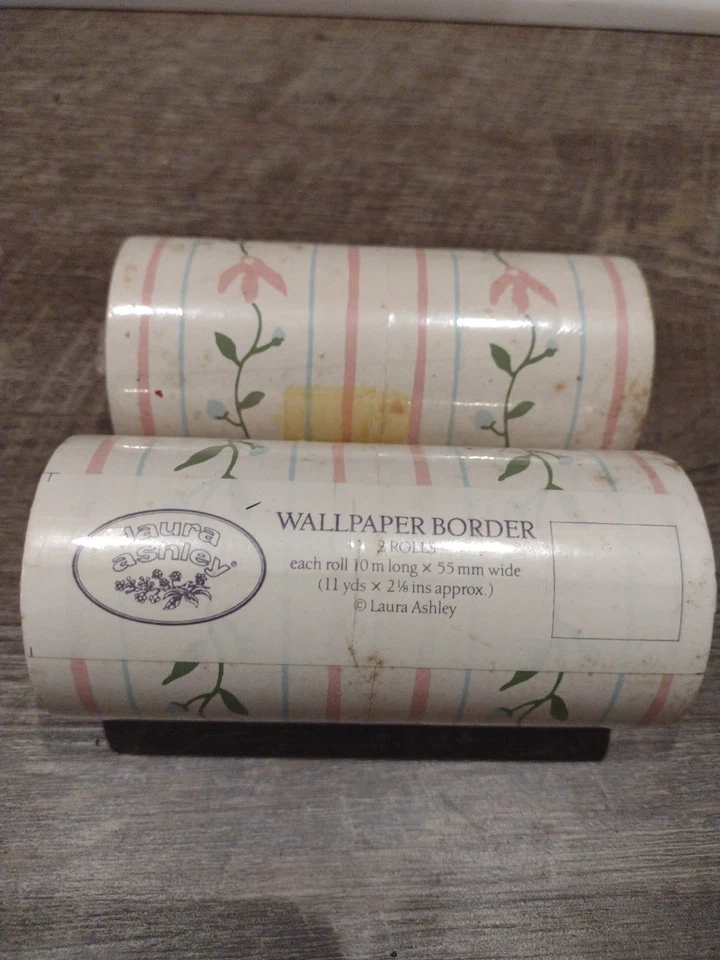 laura
ashley®
WALLPAPER BORDER
2 ROLLS
each roll 10 m long × 55 mm wide
(11 yds × 2⅛ ins approx.)
© Laura Ashley